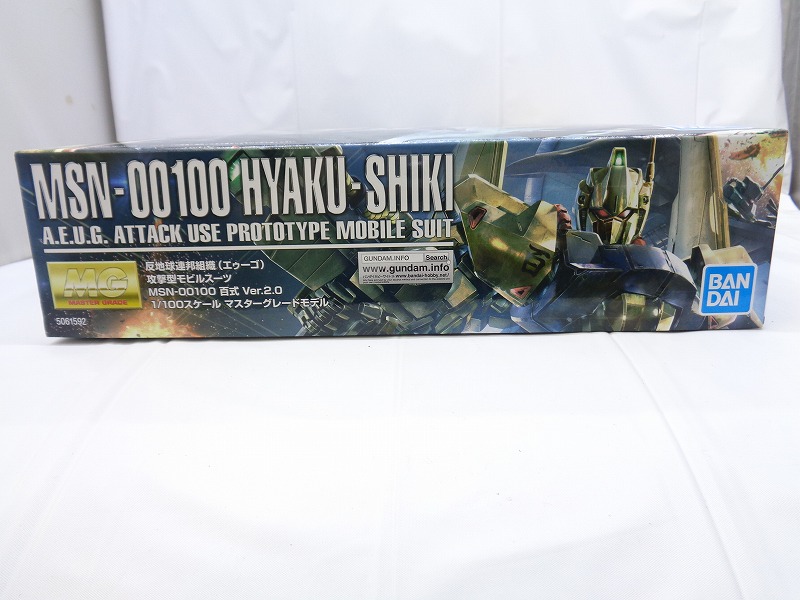 MSN-00100 HYAKU-SHIKI
A.E.U.G. ATTACK USE PROTOTYPE MOBILE SUIT
MG
MASTER GRADE
反地球連邦組織（エゥーゴ）
攻撃型モビルスーツ
MSN-00100 百式 Ver.2.0
1/100スケール マスターグレードモデル
5061592
GUNDAM.INFO
Search
www.gundam.info
BAN
DAI